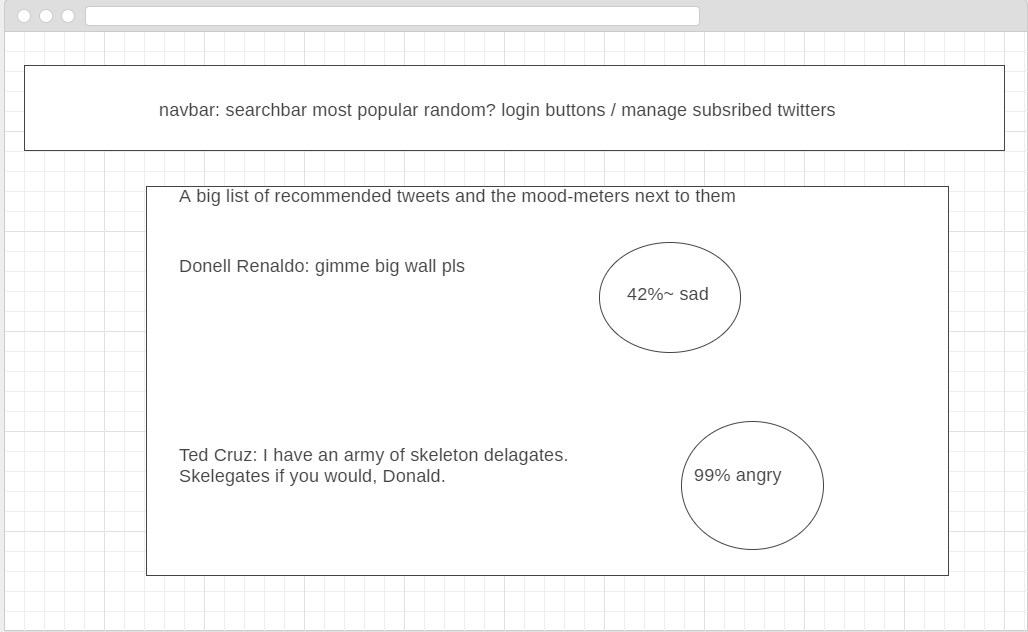 navbar: searchbar most popular random? login buttons / manage subsribed twitters
A big list of recommended tweets and the mood-meters next to them
Donell Renaldo: gimme big wall pls
42%~ sad
Ted Cruz: I have an army of skeleton delagates.
Skelegates if you would, Donald.
99% angry